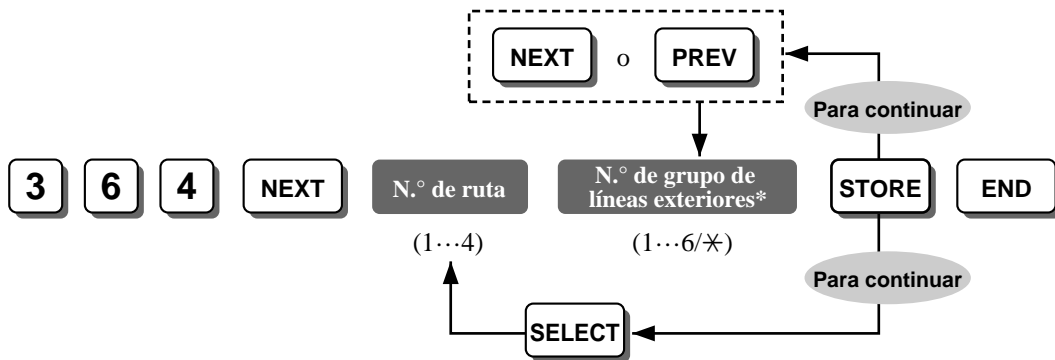 NEXT o PREV
Para continuar
3 6 4 NEXT N.° de ruta N.° de grupo de líneas exteriores* STORE END
(1···4) (1···6/✳)
Para continuar
SELECT